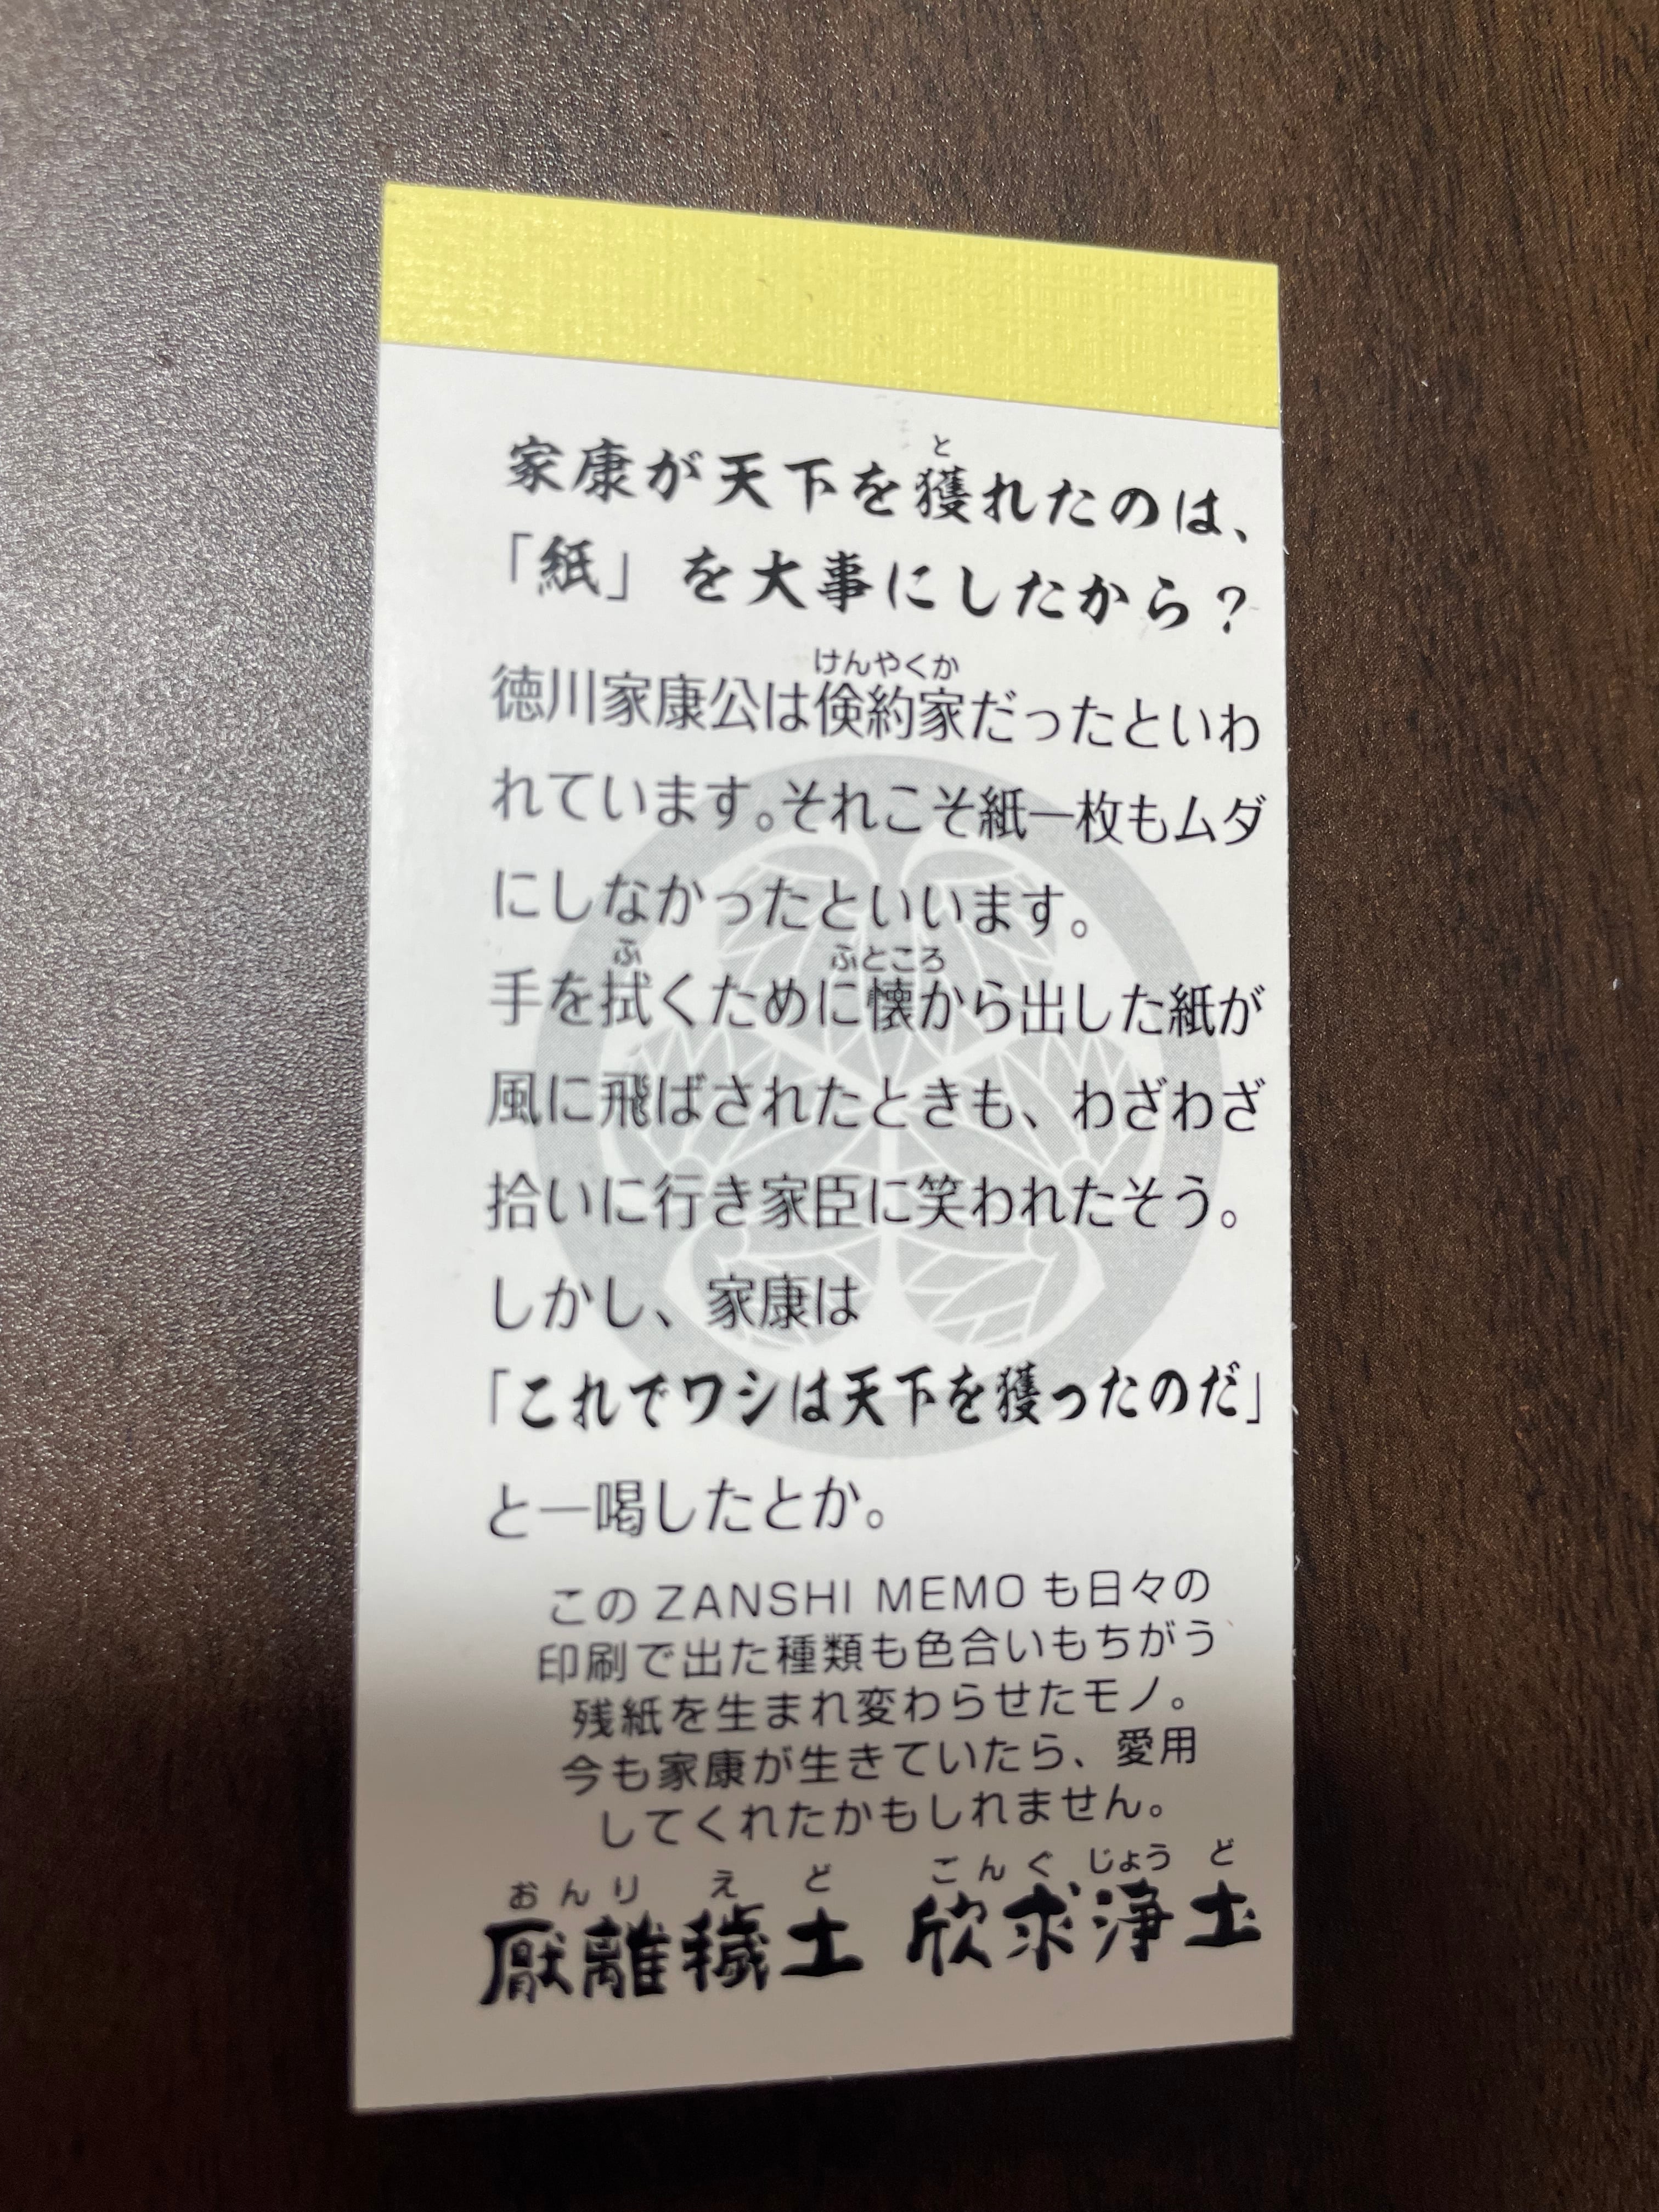 家康が天下を獲れたのは、
「紙」を大事にしたから?
徳川家康公は倹約家だったといわ
れています。それこそ紙一枚もムダ
にしなかったといいます。
手を拭くために懐から出した紙が
風に飛ばされたときも、わざわざ
拾いに行き家臣に笑われたそう。
しかし、家康は
「これでワシは天下を獲ったのだ」
と一喝したとか。
このZANSHI MEMOも日々の
印刷で出た種類も色合いもちがう
残紙を生まれ変わらせたモノ。
今も家康が生きていたら、愛用
してくれたかもしれません。
厭離穢土 欣求浄土